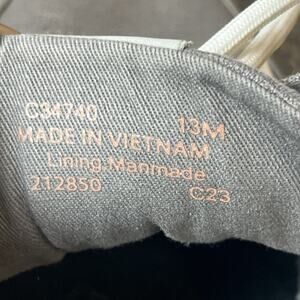 C34740 13M
MADE IN VIETNAM
Lining: Manmade
212850 C23